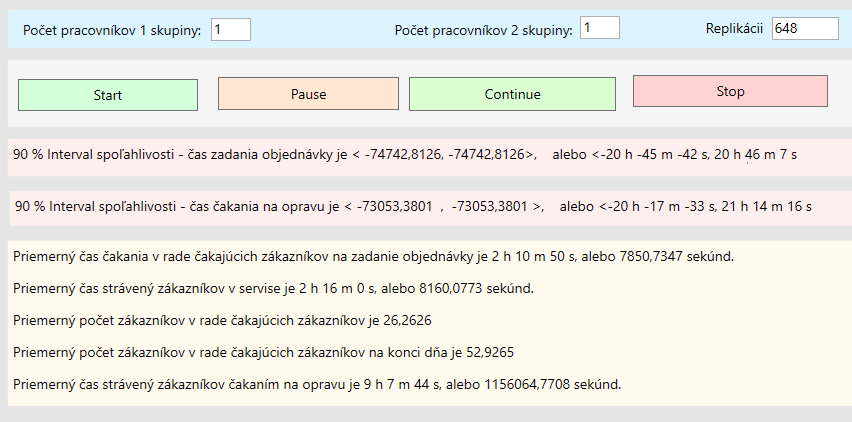 Počet pracovníkov 1 skupiny: 1 Počet pracovníkov 2 skupiny: 1 Replikácii 648
Start Pause Continue Stop
90 % Interval spoľahlivosti - čas zadania objednávky je < -74742,8126, -74742,8126>, alebo <-20 h -45 m -42 s, 20 h 46 m 7 s
90 % Interval spoľahlivosti - čas čakania na opravu je < -73053,3801 , -73053,3801 >, alebo <-20 h -17 m -33 s, 21 h 14 m 16 s
Priemerný čas čakania v rade čakajúcich zákazníkov na zadanie objednávky je 2 h 10 m 50 s, alebo 7850,7347 sekúnd.
Priemerný čas strávený zákazníkov v servise je 2 h 16 m 0 s, alebo 8160,0773 sekúnd.
Priemerný počet zákazníkov v rade čakajúcich zákazníkov je 26,2626
Priemerný počet zákazníkov v rade čakajúcich zákazníkov na konci dňa je 52,9265
Priemerný čas strávený zákazníkov čakaním na opravu je 9 h 7 m 44 s, alebo 1156064,7708 sekúnd.